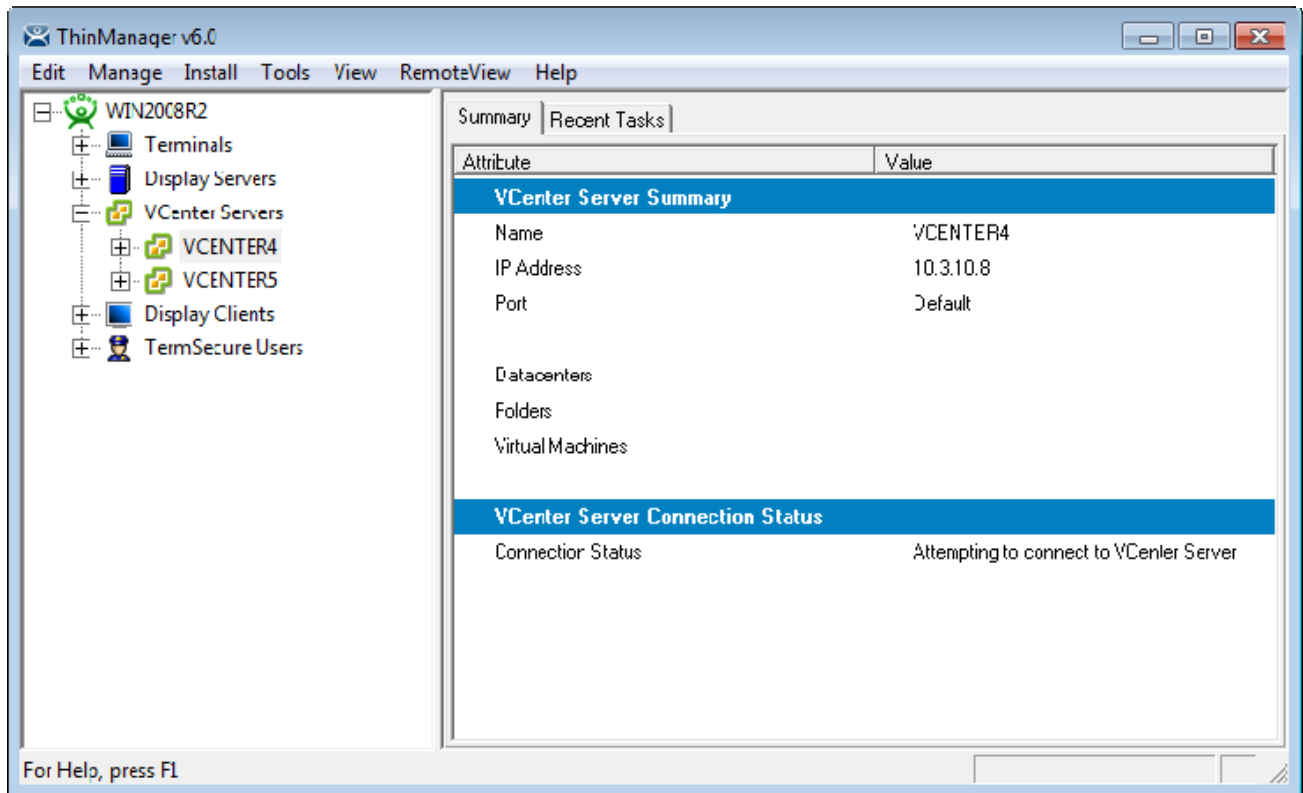 ThinManager v6.0
Edit Manage Install Tools View RemoteView Help
WIN2008R2
Terminals
Display Servers
VCenter Servers
VCENTER4
VCENTER5
Display Clients
TermSecure Users
Summary Recent Tasks
Attribute Value
VCenter Server Summary
Name VCENTER4
IP Address 10.3.10.8
Port Default
Datacenters
Folders
Virtual Machines
VCenter Server Connection Status
Connection Status Attempting to connect to VCenter Server
For Help, press F1